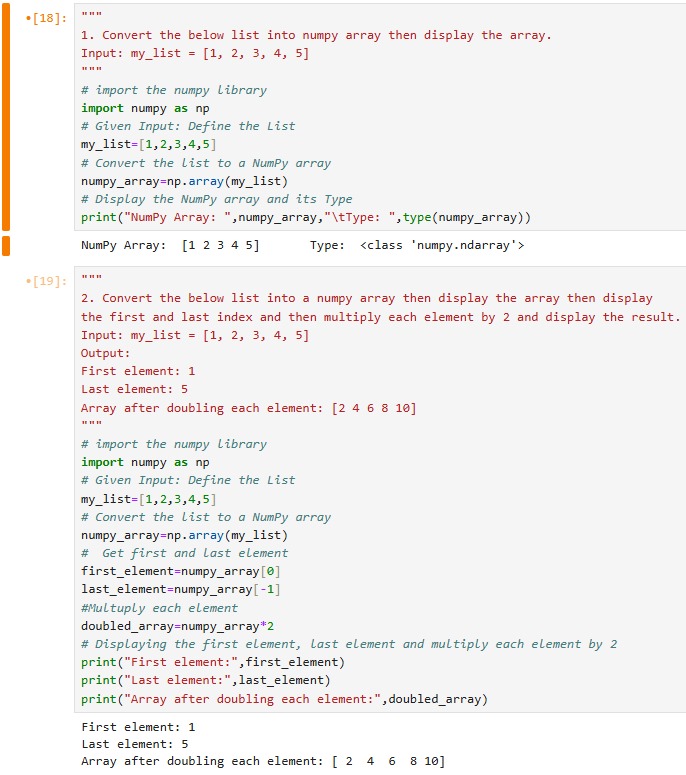 •[18]:
"""
1. Convert the below list into numpy array then display the array.
Input: my_list = [1, 2, 3, 4, 5]
"""
# import the numpy library
import numpy as np
# Given Input: Define the List
my_list=[1,2,3,4,5]
# Convert the list to a NumPy array
numpy_array=np.array(my_list)
# Display the NumPy array and its Type
print("NumPy Array: ",numpy_array,"\tType: ",type(numpy_array))
NumPy Array:  [1 2 3 4 5] 	Type:  <class 'numpy.ndarray'>
•[19]:
"""
2. Convert the below list into a numpy array then display the array then display
the first and last index and then multiply each element by 2 and display the result.
Input: my_list = [1, 2, 3, 4, 5]
Output:
First element: 1
Last element: 5
Array after doubling each element: [2 4 6 8 10]
"""
# import the numpy library
import numpy as np
# Given Input: Define the List
my_list=[1,2,3,4,5]
# Convert the list to a NumPy array
numpy_array=np.array(my_list)
#  Get first and last element
first_element=numpy_array[0]
last_element=numpy_array[-1]
#Multuply each element
doubled_array=numpy_array*2
# Displaying the first element, last element and multiply each element by 2
print("First element:",first_element)
print("Last element:",last_element)
print("Array after doubling each element:",doubled_array)
First element: 1
Last element: 5
Array after doubling each element: [ 2  4  6  8 10]